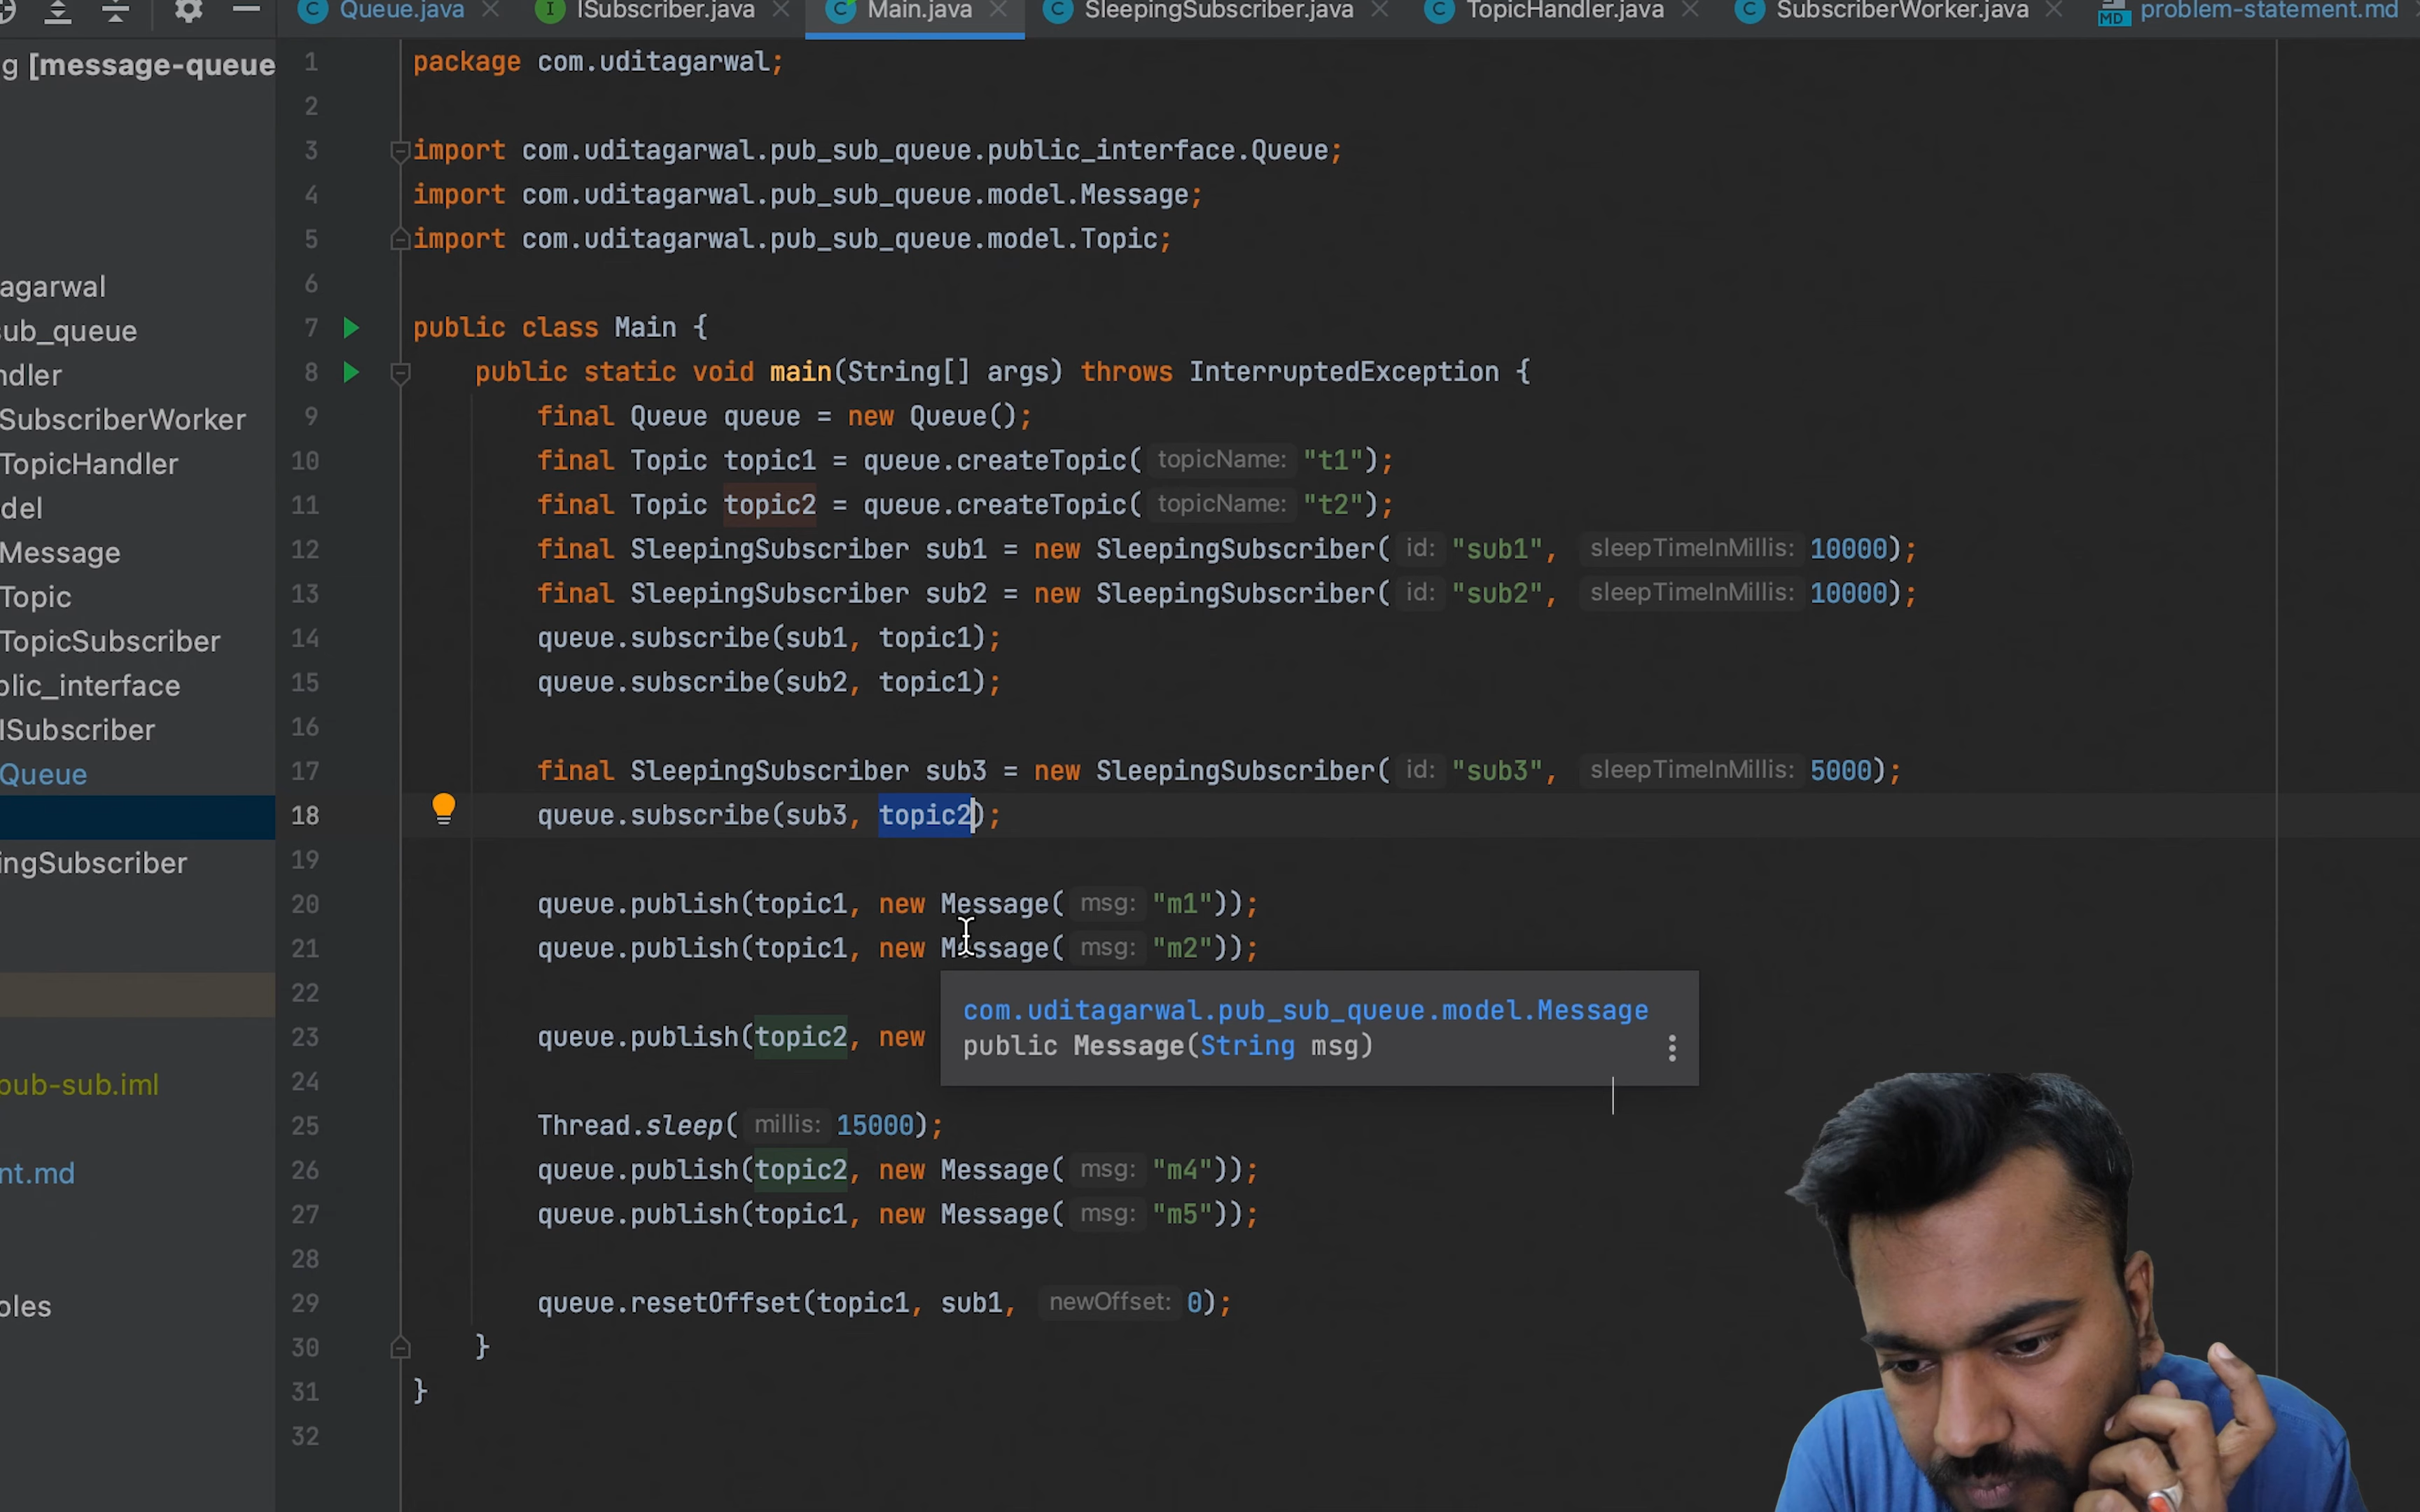 Queue.java ISubscriber.java Main.java SleepingSubscriber.java TopicHandler.java SubscriberWorker.java MD problem-statement.md
g [message-queue
agarwal
sub_queue
ndler
SubscriberWorker
TopicHandler
del
Message
Topic
TopicSubscriber
blic_interface
ISubscriber
Queue
ingSubscriber
pub-sub.iml
nt.md
oles
1 package com.uditagarwal;
2
3 import com.uditagarwal.pub_sub_queue.public_interface.Queue;
4 import com.uditagarwal.pub_sub_queue.model.Message;
5 import com.uditagarwal.pub_sub_queue.model.Topic;
6
7 public class Main {
8 public static void main(String[] args) throws InterruptedException {
9 final Queue queue = new Queue();
10 final Topic topic1 = queue.createTopic( topicName: "t1");
11 final Topic topic2 = queue.createTopic( topicName: "t2");
12 final SleepingSubscriber sub1 = new SleepingSubscriber( id: "sub1", sleepTimeInMillis: 10000);
13 final SleepingSubscriber sub2 = new SleepingSubscriber( id: "sub2", sleepTimeInMillis: 10000);
14 queue.subscribe(sub1, topic1);
15 queue.subscribe(sub2, topic1);
16
17 final SleepingSubscriber sub3 = new SleepingSubscriber( id: "sub3", sleepTimeInMillis: 5000);
18 queue.subscribe(sub3, topic2);
19
20 queue.publish(topic1, new Message( msg: "m1"));
21 queue.publish(topic1, new Message( msg: "m2"));
22
com.uditagarwal.pub_sub_queue.model.Message
23 queue.publish(topic2, new
public Message(String msg)
24
25 Thread.sleep( millis: 15000);
26 queue.publish(topic2, new Message( msg: "m4"));
27 queue.publish(topic1, new Message( msg: "m5"));
28
29 queue.resetOffset(topic1, sub1, newOffset: 0);
30 }
31 }
32